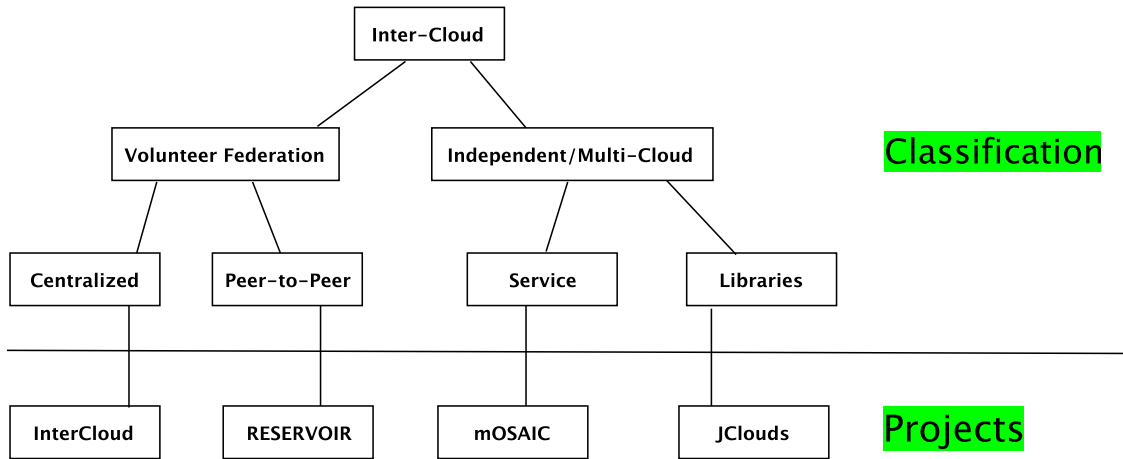 Inter-Cloud
Volunteer Federation
Independent/Multi-Cloud
Classification
Centralized
Peer-to-Peer
Service
Libraries
InterCloud
RESERVOIR
mOSAIC
JClouds
Projects